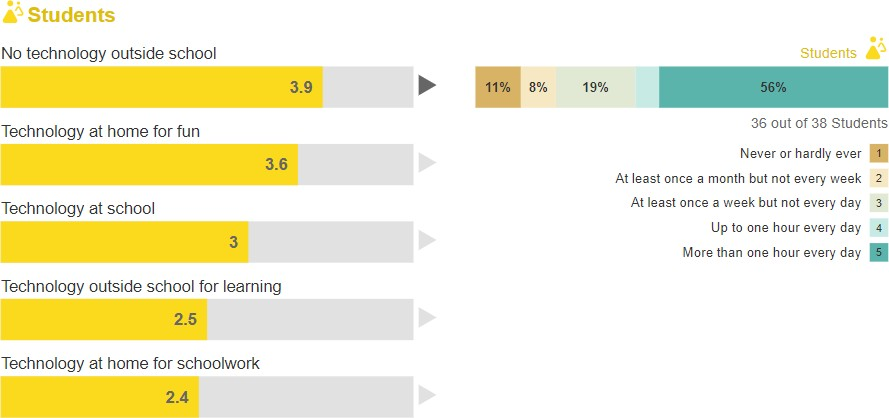 Students
No technology outside school
3.9
Technology at home for fun
3.6
Technology at school
3
Technology outside school for learning
2.5
Technology at home for schoolwork
2.4
Students
11% 8% 19% 56%
36 out of 38 Students
Never or hardly ever 1
At least once a month but not every week 2
At least once a week but not every day 3
Up to one hour every day 4
More than one hour every day 5